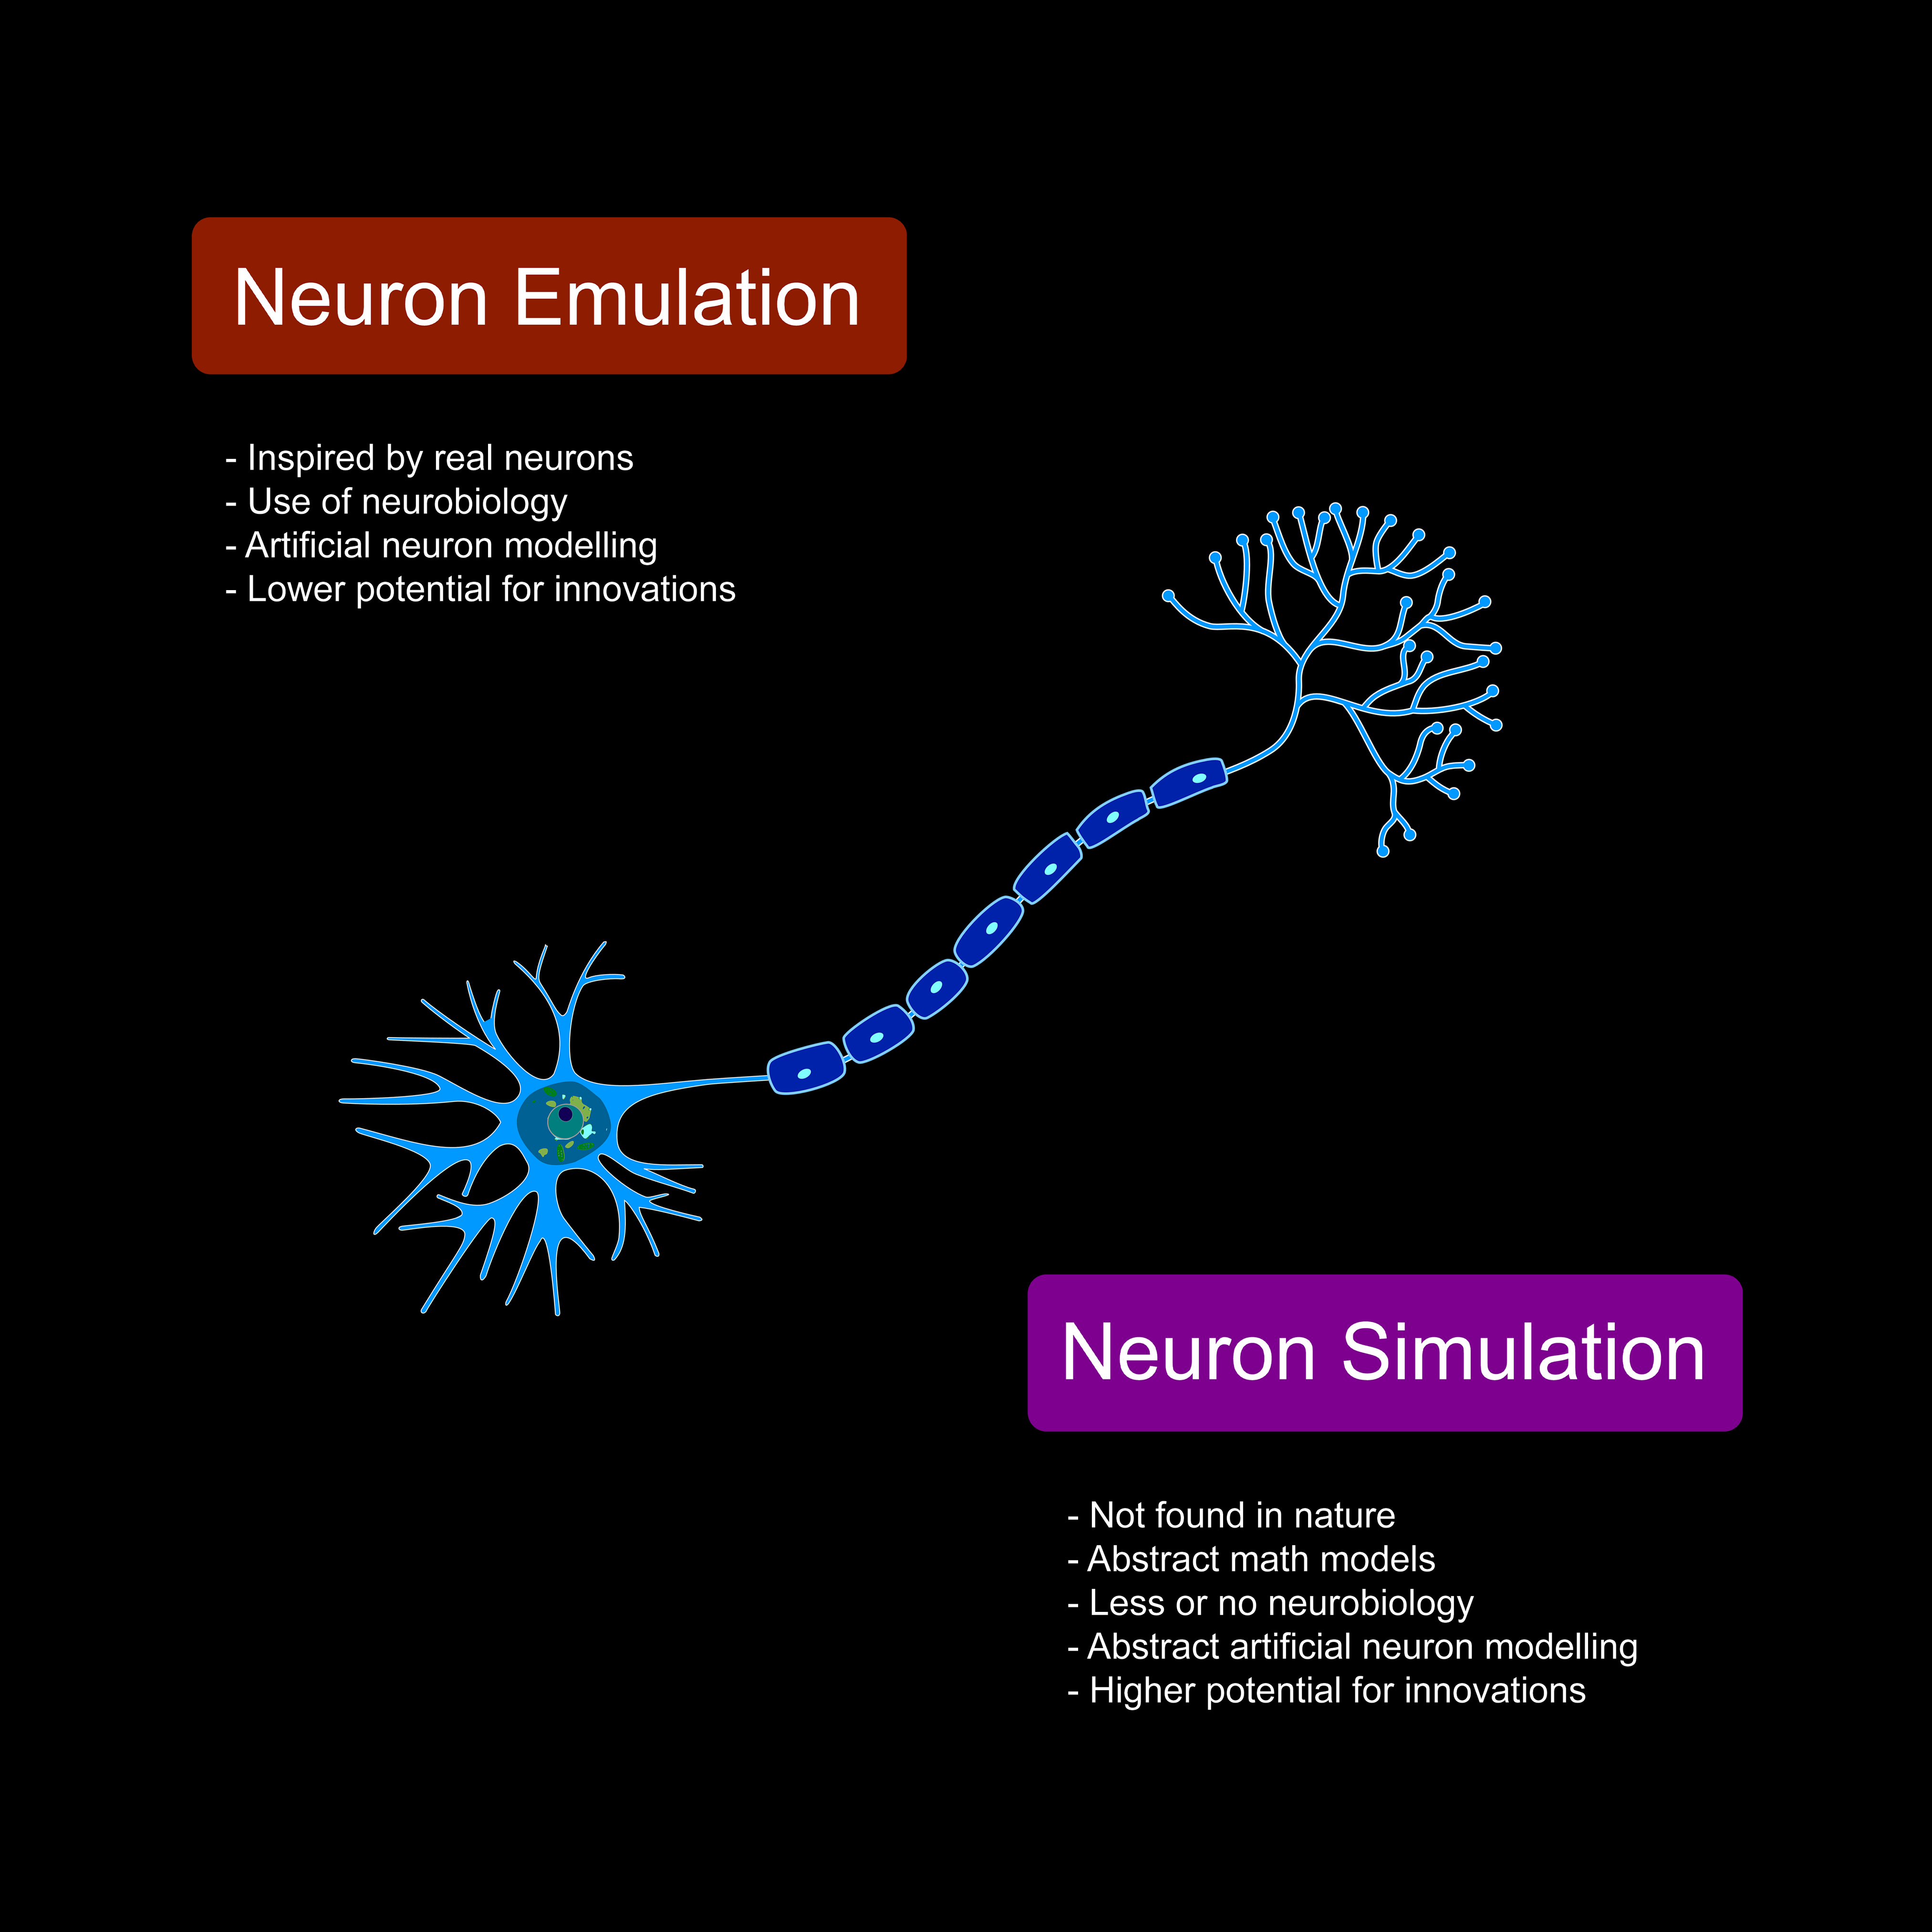 Neuron Emulation
- Inspired by real neurons
- Use of neurobiology
- Artificial neuron modelling
- Lower potential for innovations
Neuron Simulation
- Not found in nature
- Abstract math models
- Less or no neurobiology
- Abstract artificial neuron modelling
- Higher potential for innovations